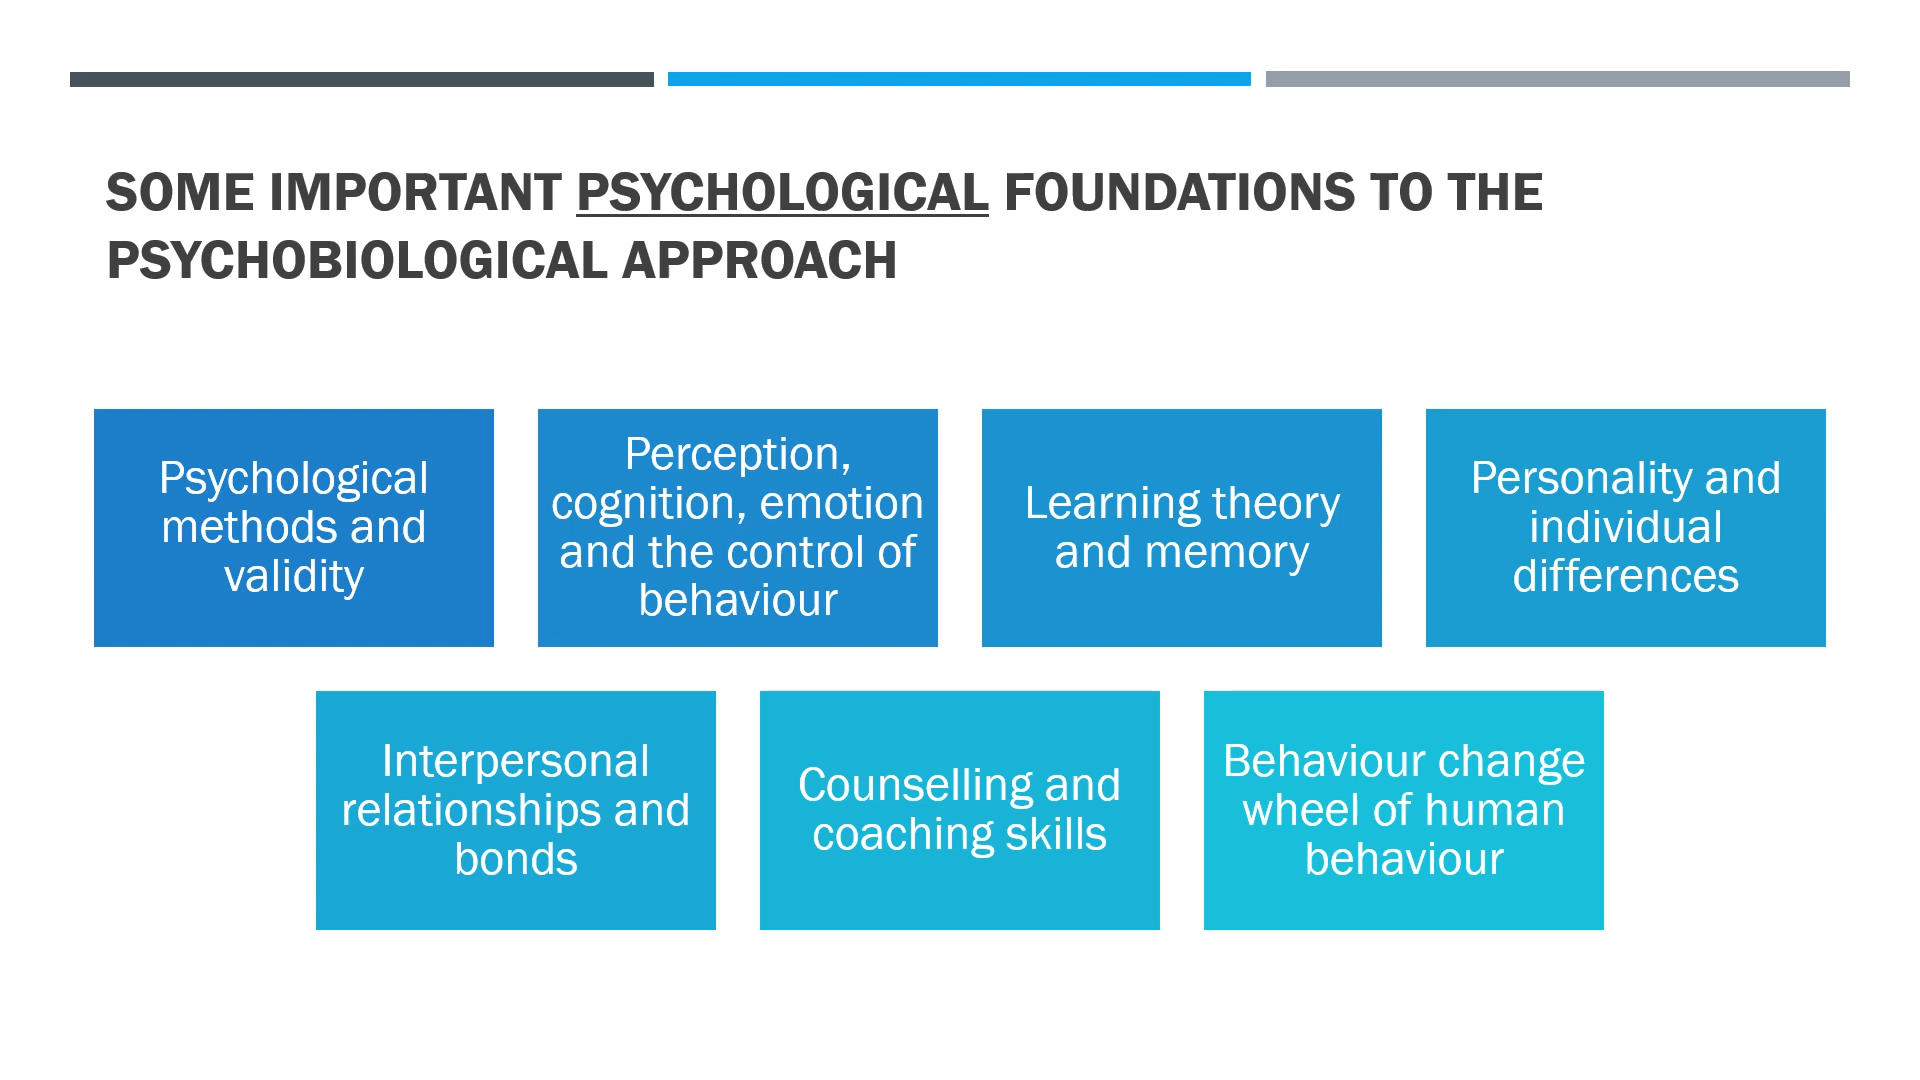 SOME IMPORTANT PSYCHOLOGICAL FOUNDATIONS TO THE
PSYCHOBIOLOGICAL APPROACH
Psychological
methods and
validity
Perception,
cognition, emotion
and the control of
behaviour
Learning theory
and memory
Personality and
individual
differences
Interpersonal
relationships and
bonds
Counselling and
coaching skills
Behaviour change
wheel of human
behaviour